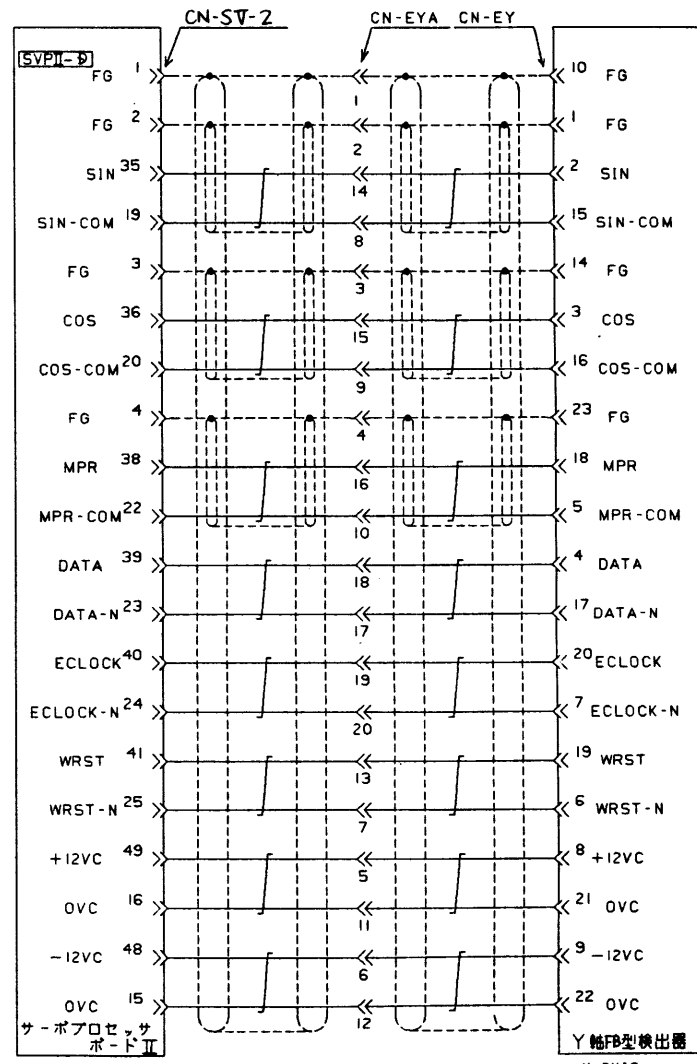 CN-SV-2 CN-EYA CN-EY
SVPII-D
FG 1 1 10 FG
FG 2 2 1 FG
SIN 35 14 2 SIN
SIN-COM 19 8 15 SIN-COM
FG 3 3 14 FG
COS 36 15 3 COS
COS-COM 20 9 16 COS-COM
FG 4 4 23 FG
MPR 38 16 18 MPR
MPR-COM 22 10 5 MPR-COM
DATA 39 18 4 DATA
DATA-N 23 17 17 DATA-N
ECLOCK 40 19 20 ECLOCK
ECLOCK-N 24 20 7 ECLOCK-N
WRST 41 13 19 WRST
WRST-N 25 7 6 WRST-N
+12VC 49 5 8 +12VC
OVC 16 11 21 OVC
-12VC 48 6 9 -12VC
OVC 15 12 22 OVC
サーボプロセッサ
ボードII
Y軸FB型検出器